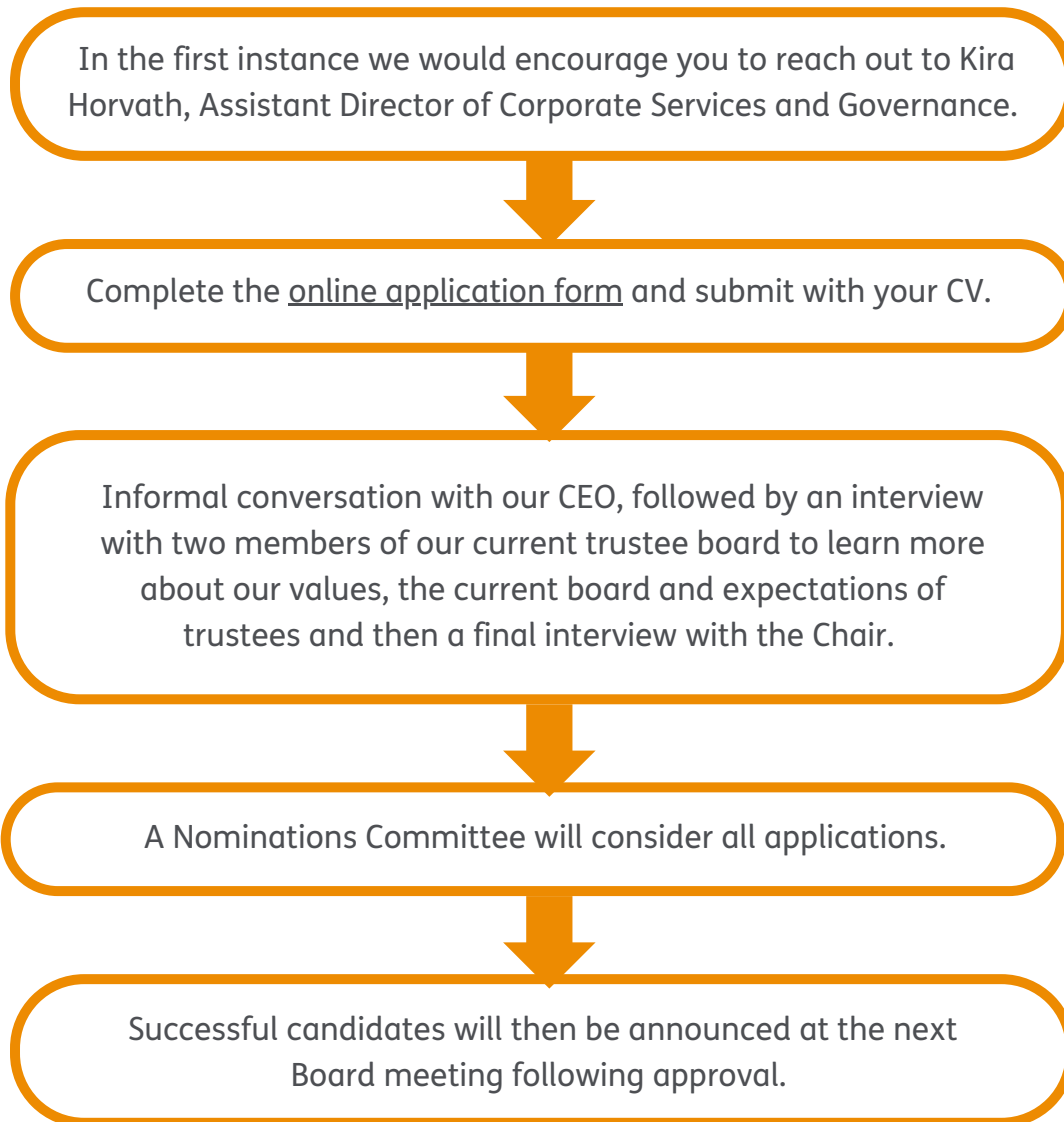 In the first instance we would encourage you to reach out to Kira
Horvath, Assistant Director of Corporate Services and Governance.
Complete the online application form and submit with your CV.
Informal conversation with our CEO, followed by an interview
with two members of our current trustee board to learn more
about our values, the current board and expectations of
trustees and then a final interview with the Chair.
A Nominations Committee will consider all applications.
Successful candidates will then be announced at the next
Board meeting following approval.